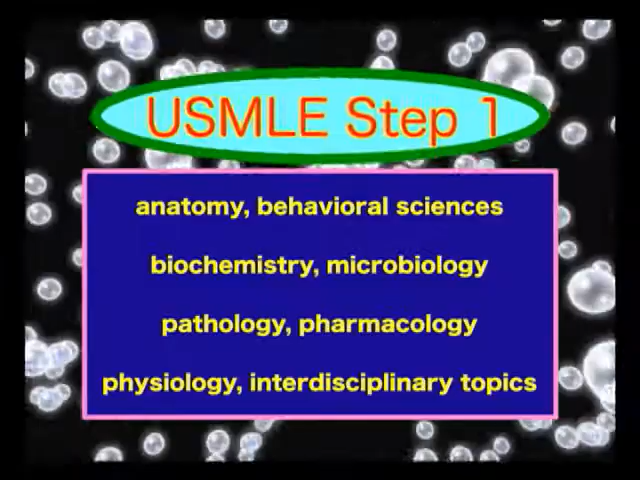 USMLE Step 1
anatomy, behavioral sciences
biochemistry, microbiology
pathology, pharmacology
physiology, interdisciplinary topics